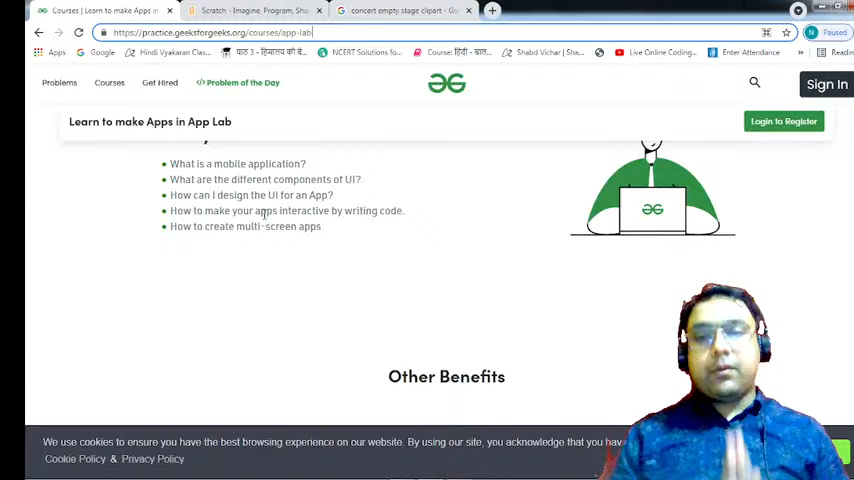 Courses | Learn to make Apps in
Scratch - Imagine, Program, Sha
concert empty stage clipart - Go
https://practice.geeksforgeeks.org/courses/app-lab
N Paused
Apps
Google
Hindi Vyakaran Clas...
पाठ 3 - हिमालय की बे...
NCERT Solutions fo...
Course: हिंदी - बाल...
Shabd Vichar | Sha...
Live Online Coding...
Enter Attendance
»
Readin
Problems
Courses
Get Hired
</> Problem of the Day
Sign In
Learn to make Apps in App Lab
Login to Register
What is a mobile application?
What are the different components of UI?
How can I design the UI for an App?
How to make your apps interactive by writing code.
How to create multi-screen apps
Other Benefits
We use cookies to ensure you have the best browsing experience on our website. By using our site, you acknowledge that you hav
Cookie Policy & Privacy Policy